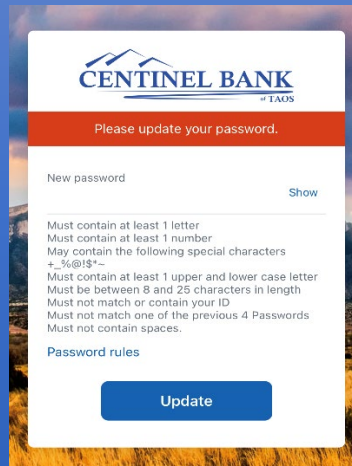 CENTINEL BANK
of TAOS
Please update your password.
New password
Show
Must contain at least 1 letter
Must contain at least 1 number
May contain the following special characters
+_%@!$*~
Must contain at least 1 upper and lower case letter
Must be between 8 and 25 characters in length
Must not match or contain your ID
Must not match one of the previous 4 Passwords
Must not contain spaces.
Password rules
Update